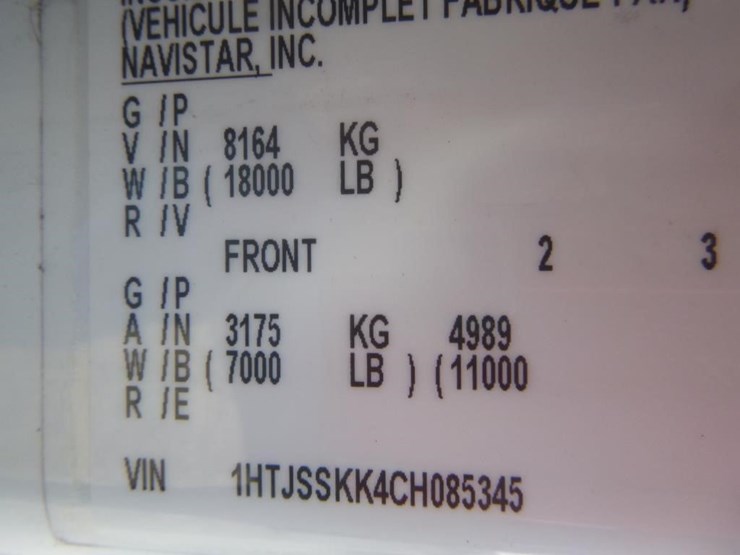 (VEHICULE INCOMPLET FABRIQUE PAR,
NAVISTAR, INC.
G /P
V /N 8164 KG
W /B ( 18000 LB )
R /V
FRONT 2 3
G /P
A /N 3175 KG 4989
W /B ( 7000 LB ) ( 11000
R /E
VIN 1HTJSSKK4CH085345